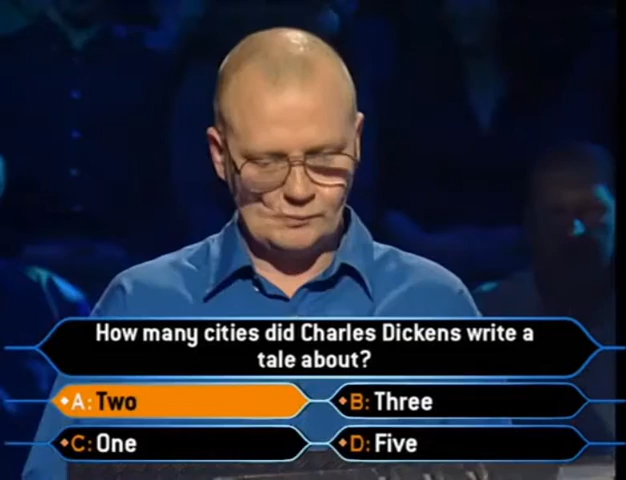 How many cities did Charles Dickens write a
tale about?
A: Two
B: Three
C: One
D: Five